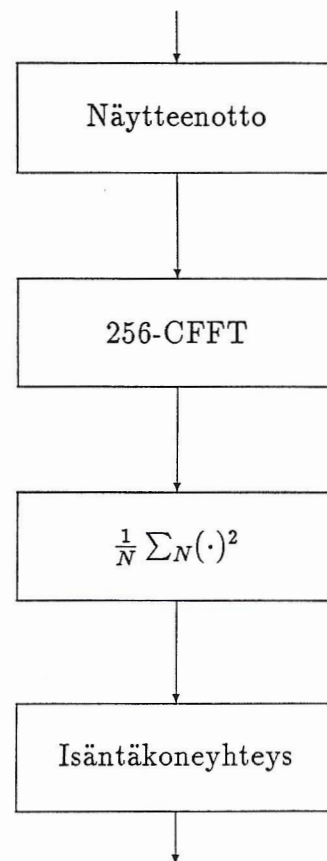 Näytteenotto
256-CFFT
$\frac{1}{N} \sum_N (\cdot)^2$
Isäntäkoneyhteys